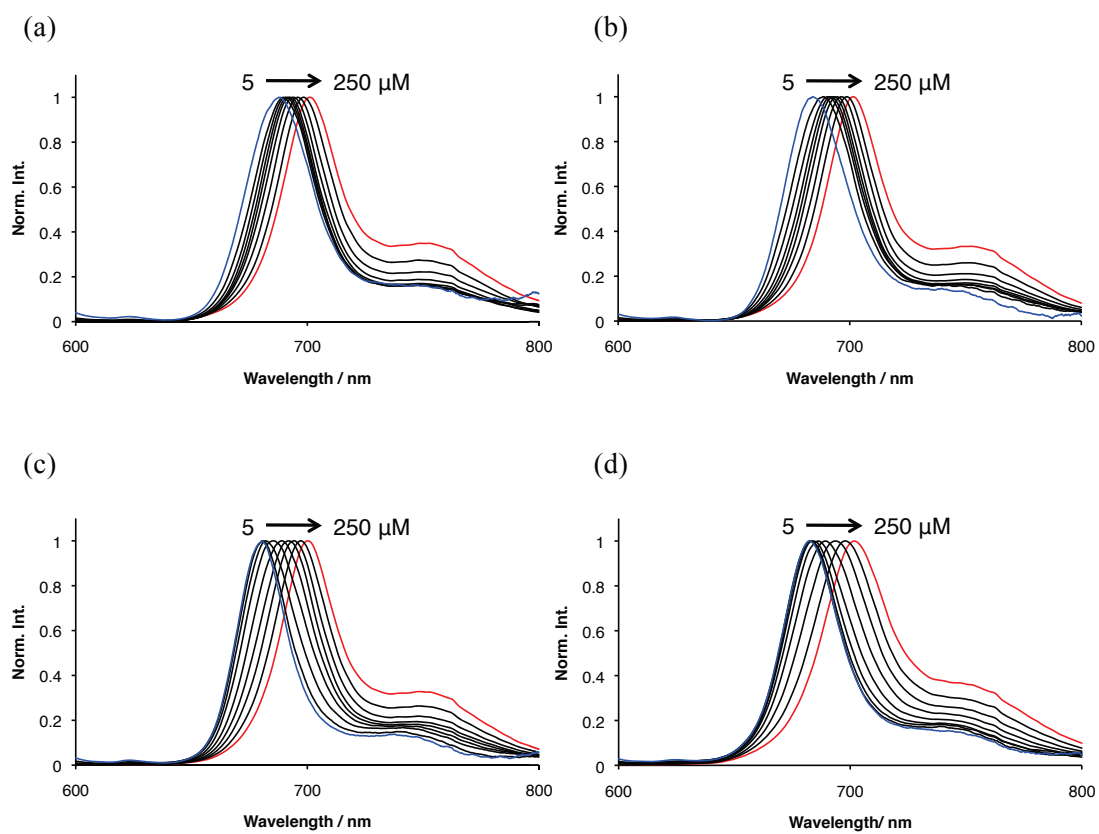 (a)
5 → 250 µM
Norm. Int.
1
0.8
0.6
0.4
0.2
0
600
700
800
Wavelength / nm
(b)
5 → 250 µM
Norm. Int.
1
0.8
0.6
0.4
0.2
0
600
700
800
Wavelength / nm
(c)
5 → 250 µM
Norm. Int.
1
0.8
0.6
0.4
0.2
0
600
700
800
Wavelength / nm
(d)
5 → 250 µM
Norm. Int.
1
0.8
0.6
0.4
0.2
0
600
700
800
Wavelength/ nm